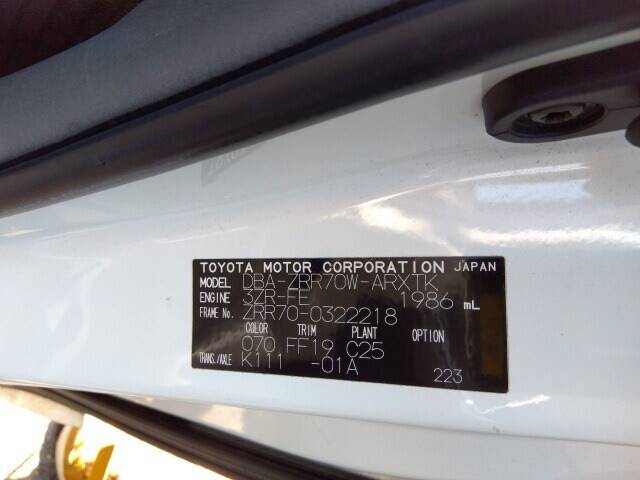 TOYOTA MOTOR CORPORATION JAPAN
MODEL DBA-ZRR70W-ARXTK
ENGINE 3ZR-FE 1986 mL
FRAME No. ZRR70-0322218
COLOR TRIM PLANT OPTION
070 FF19 C25
TRANS./AXLE K111 -01A
223